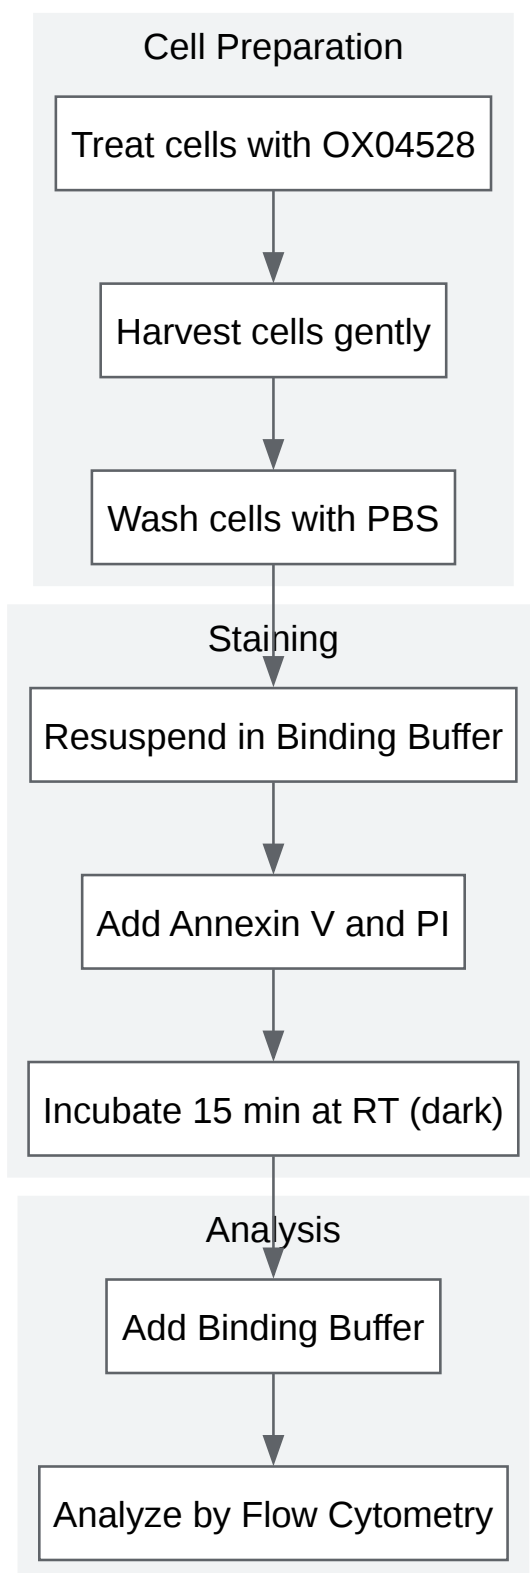 Cell Preparation
Treat cells with OX04528
Harvest cells gently
Wash cells with PBS
Staining
Resuspend in Binding Buffer
Add Annexin V and PI
Incubate 15 min at RT (dark)
Analysis
Add Binding Buffer
Analyze by Flow Cytometry